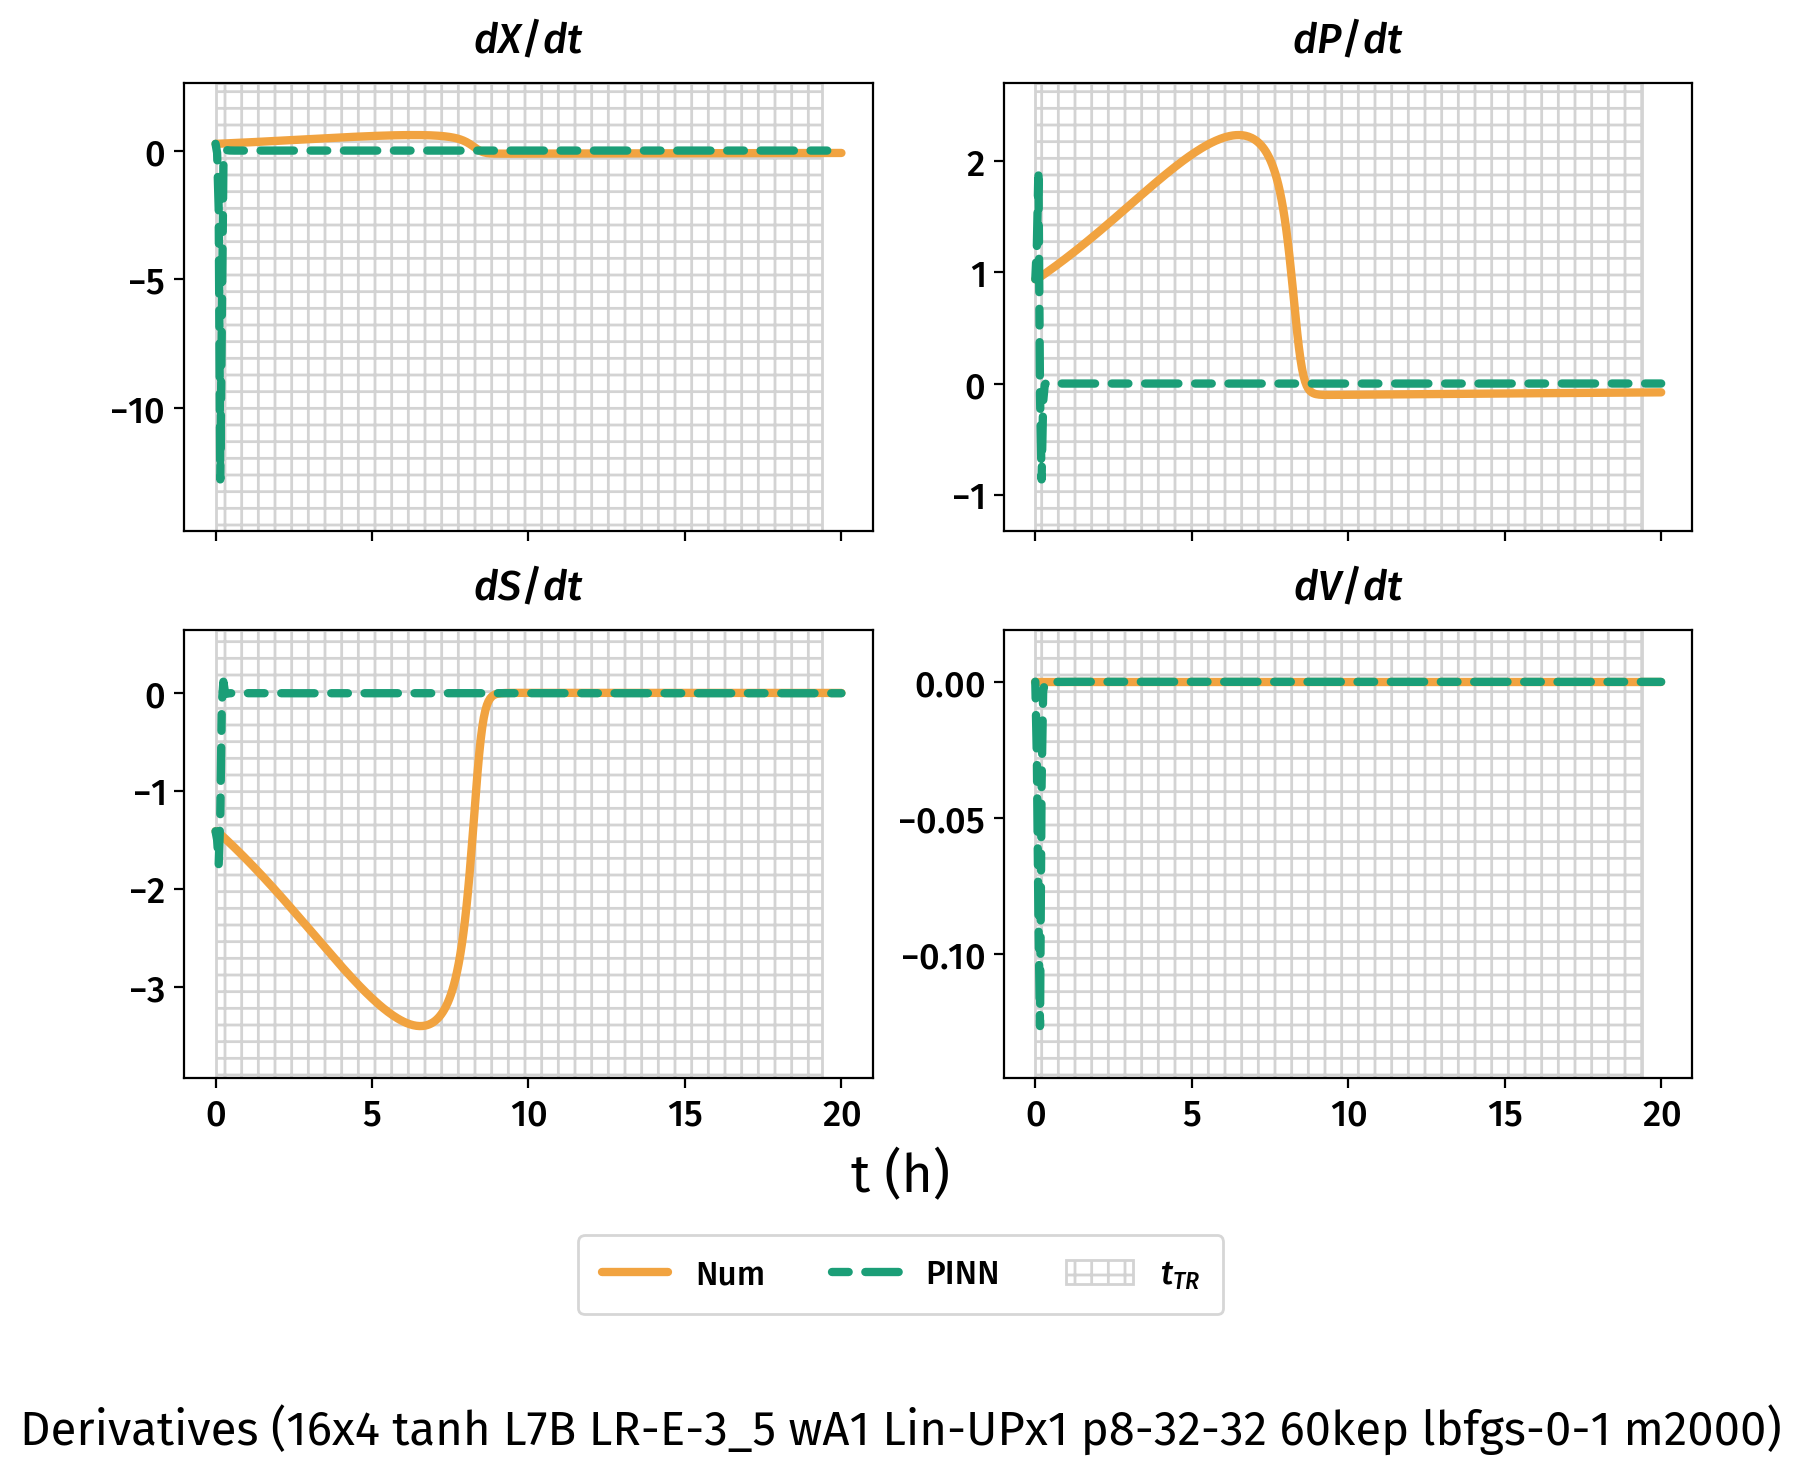 dX/dt
dP/dt
0
−5
−10
2
1
0
−1
dS/dt
dV/dt
0
−1
−2
−3
0.00
−0.05
−0.10
0 5 10 15 20
0 5 10 15 20
t (h)
Num PINN t_TR
Derivatives (16x4 tanh L7B LR-E-3_5 wA1 Lin-UPx1 p8-32-32 60kep lbfgs-0-1 m2000)